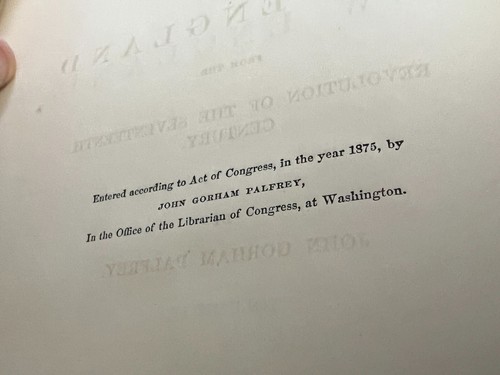 Entered according to Act of Congress, in the year 1875, by
JOHN GORHAM PALFREY,
In the Office of the Librarian of Congress, at Washington.